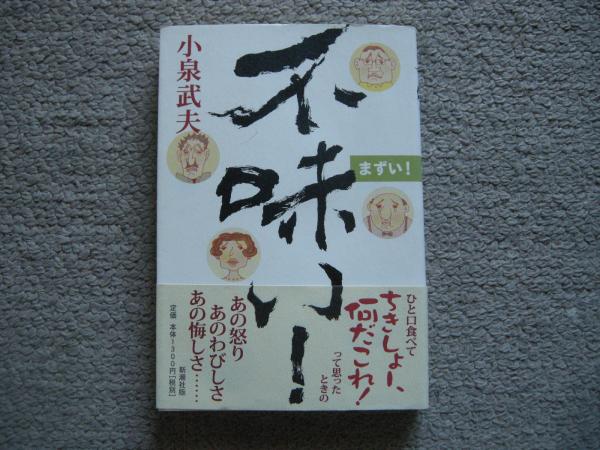 不味い!
まずい!
小泉武夫
ひと口食べて
ちきしょー、
何だこれ!
って思った
ときの
あの怒り
あのわびしさ
あの悔しさ……
新潮社版
定価 本体1300円[税別]